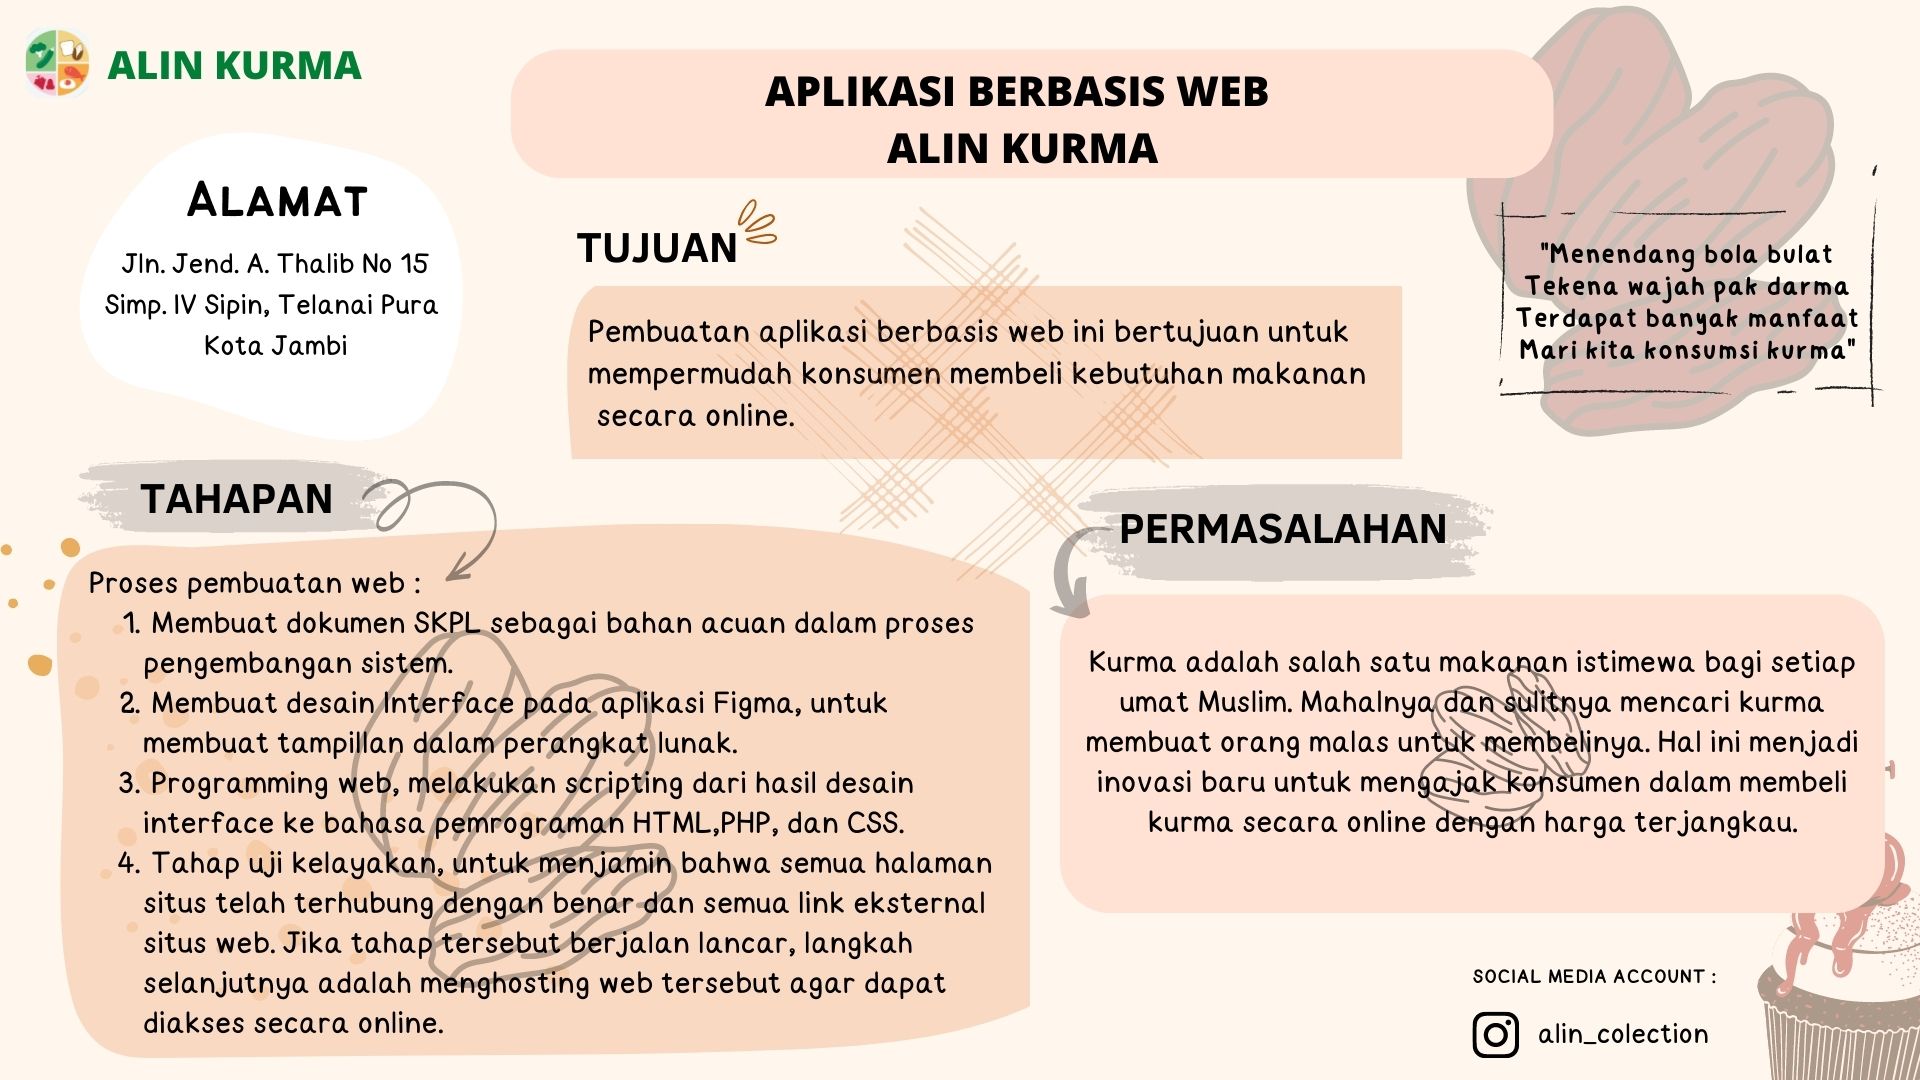 ALIN KURMA
APLIKASI BERBASIS WEB
ALIN KURMA
ALAMAT
Jln. Jend. A. Thalib No 15
Simp. IV Sipin, Telanai Pura
Kota Jambi
TUJUAN
Pembuatan aplikasi berbasis web ini bertujuan untuk
mempermudah konsumen membeli kebutuhan makanan
secara online.
"Menendang bola bulat
Tekena wajah pak darma
Terdapat banyak manfaat
Mari kita konsumsi kurma"
TAHAPAN
Proses pembuatan web :
1. Membuat dokumen SKPL sebagai bahan acuan dalam proses
pengembangan sistem.
2. Membuat desain Interface pada aplikasi Figma, untuk
membuat tampillan dalam perangkat lunak.
3. Programming web, melakukan scripting dari hasil desain
interface ke bahasa pemrograman HTML,PHP, dan CSS.
4. Tahap uji kelayakan, untuk menjamin bahwa semua halaman
situs telah terhubung dengan benar dan semua link eksternal
situs web. Jika tahap tersebut berjalan lancar, langkah
selanjutnya adalah menghosting web tersebut agar dapat
diakses secara online.
PERMASALAHAN
Kurma adalah salah satu makanan istimewa bagi setiap
umat Muslim. Mahalnya dan sulitnya mencari kurma
membuat orang malas untuk membelinya. Hal ini menjadi
inovasi baru untuk mengajak konsumen dalam membeli
kurma secara online dengan harga terjangkau.
SOCIAL MEDIA ACCOUNT :
alin_colection